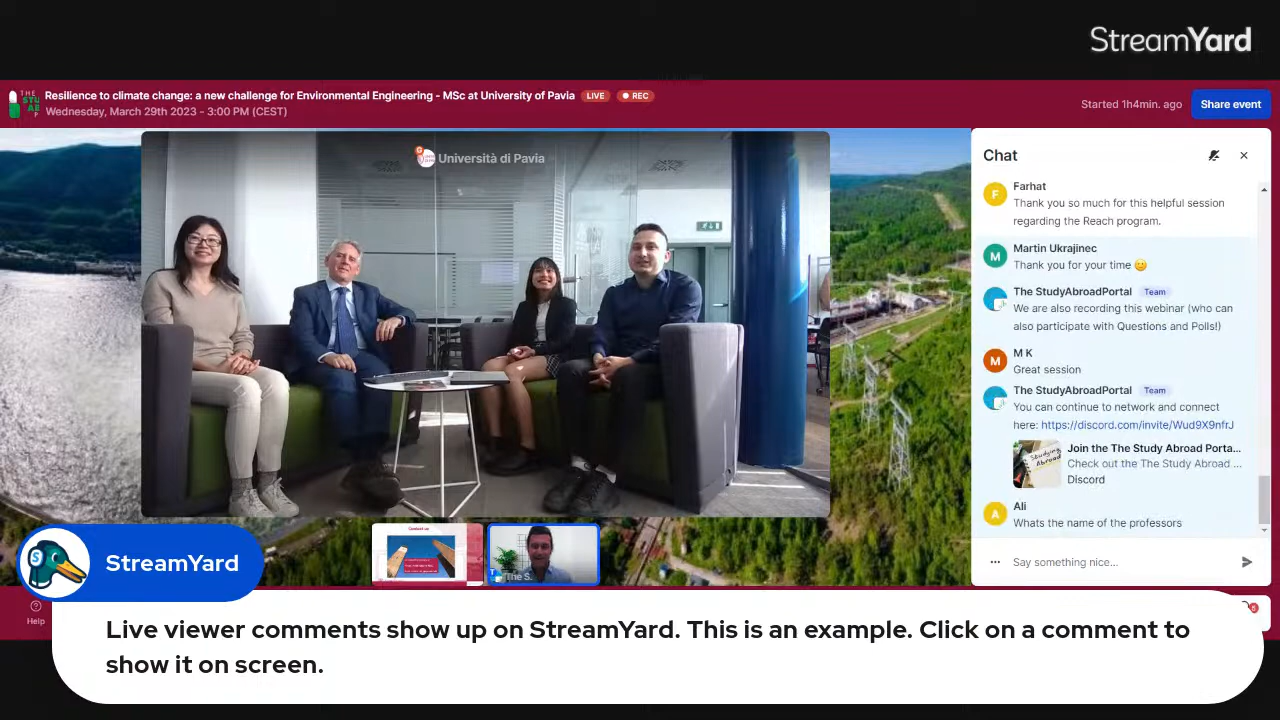 StreamYard
Resilience to climate change: a new challenge for Environmental Engineering - MSc at University of Pavia LIVE REC
Wednesday, March 29th 2023 - 3:00 PM (CEST)
Started 1h4min. ago Share event
Università di Pavia
Chat
F
Farhat
Thank you so much for this helpful session
regarding the Reach program.
M
Martin Ukrajinec
Thank you for your time 🙂
The StudyAbroadPortal Team
We are also recording this webinar (who can
also participate with Questions and Polls!)
M
M K
Great session
The StudyAbroadPortal Team
You can continue to network and connect
here: https://discord.com/invite/Wud9X9nfrJ
Join the The Study Abroad Porta...
Check out the The Study Abroad ...
Discord
A
Ali
Whats the name of the professors
Say something nice...
Contact us
The S.
Help
S
StreamYard
Live viewer comments show up on StreamYard. This is an example. Click on a comment to
show it on screen.